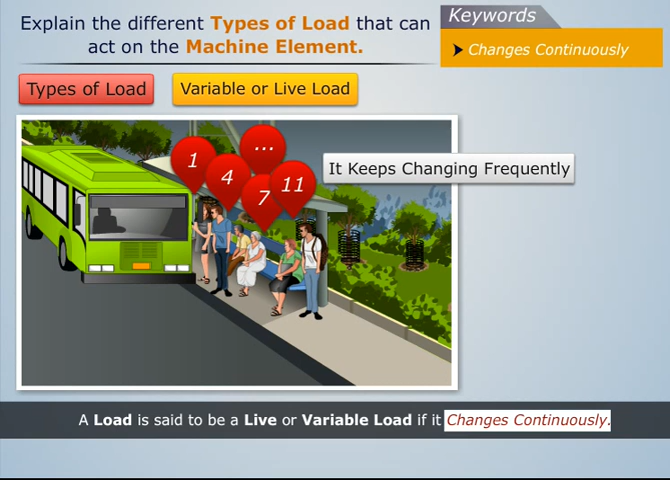 Explain the different Types of Load that can
act on the Machine Element.
Keywords
Changes Continuously
Types of Load
Variable or Live Load
1
4
...
7
11
It Keeps Changing Frequently
A Load is said to be a Live or Variable Load if it Changes Continuously.